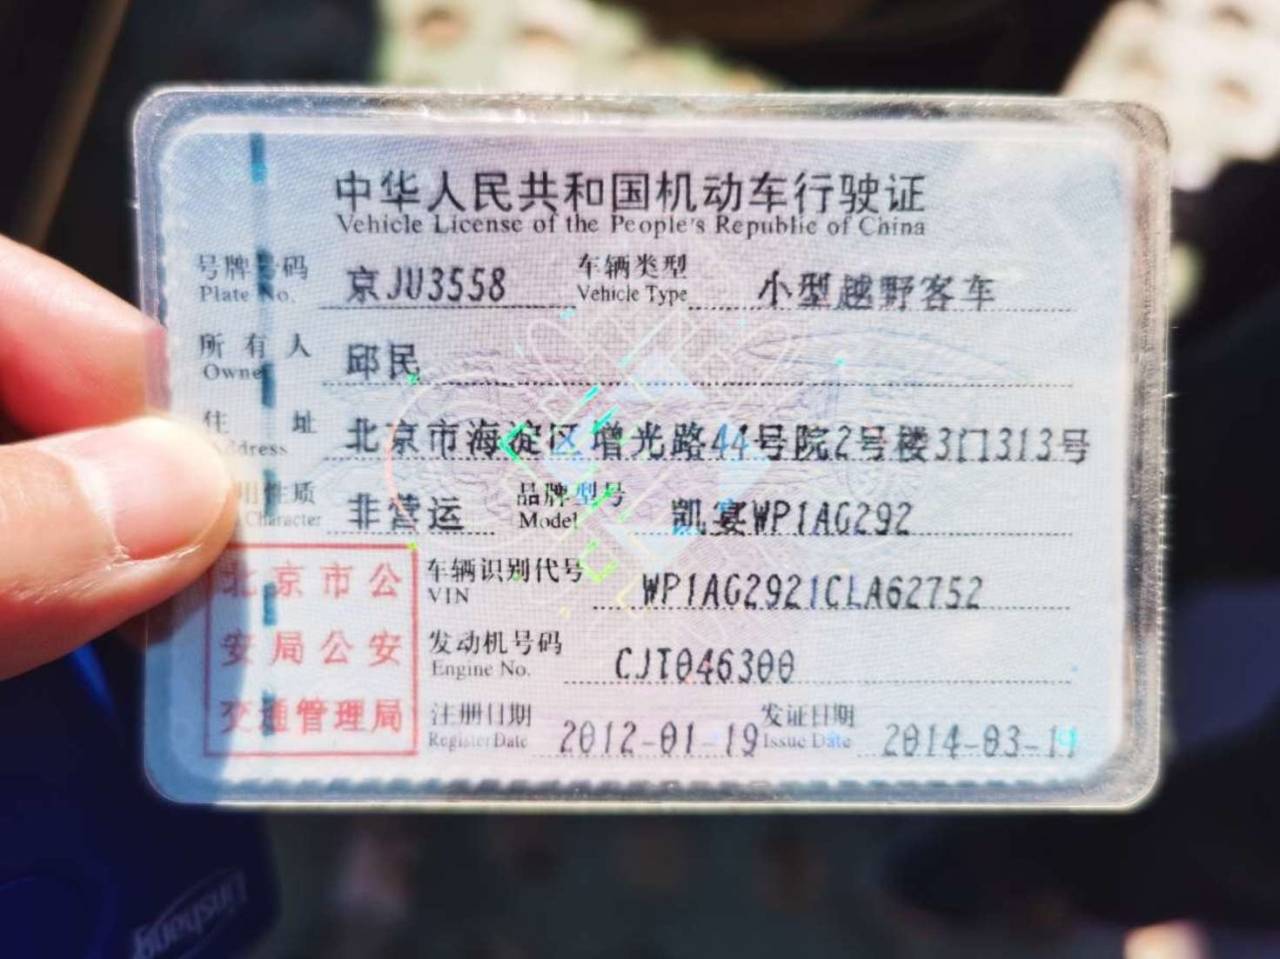 中华人民共和国机动车行驶证
Vehicle License of the People's Republic of China
号牌号码 京JU3558 车辆类型 小型越野客车
Plate No. Vehicle Type
所有人 邱民
Owner
住址 北京市海淀区增光路44号院2号楼3门313号
Address
用性质 非营运 品牌型号 凯宴WP1AG292
Character Model
车辆识别代号 WP1AG2921CLA62752
VIN
发动机号码 CJT046300
Engine No.
注册日期 2012-01-19 发证日期 2014-03-19
Register Date Issue Date
北京市公
安局公安
交通管理局